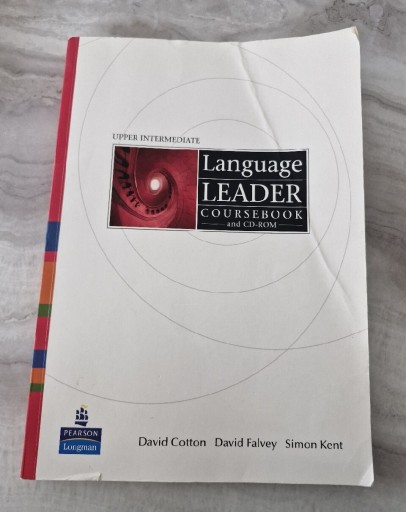 UPPER INTERMEDIATE
Language
LEADER
COURSEBOOK
and CD-ROM
PEARSON
Longman
David Cotton David Falvey Simon Kent